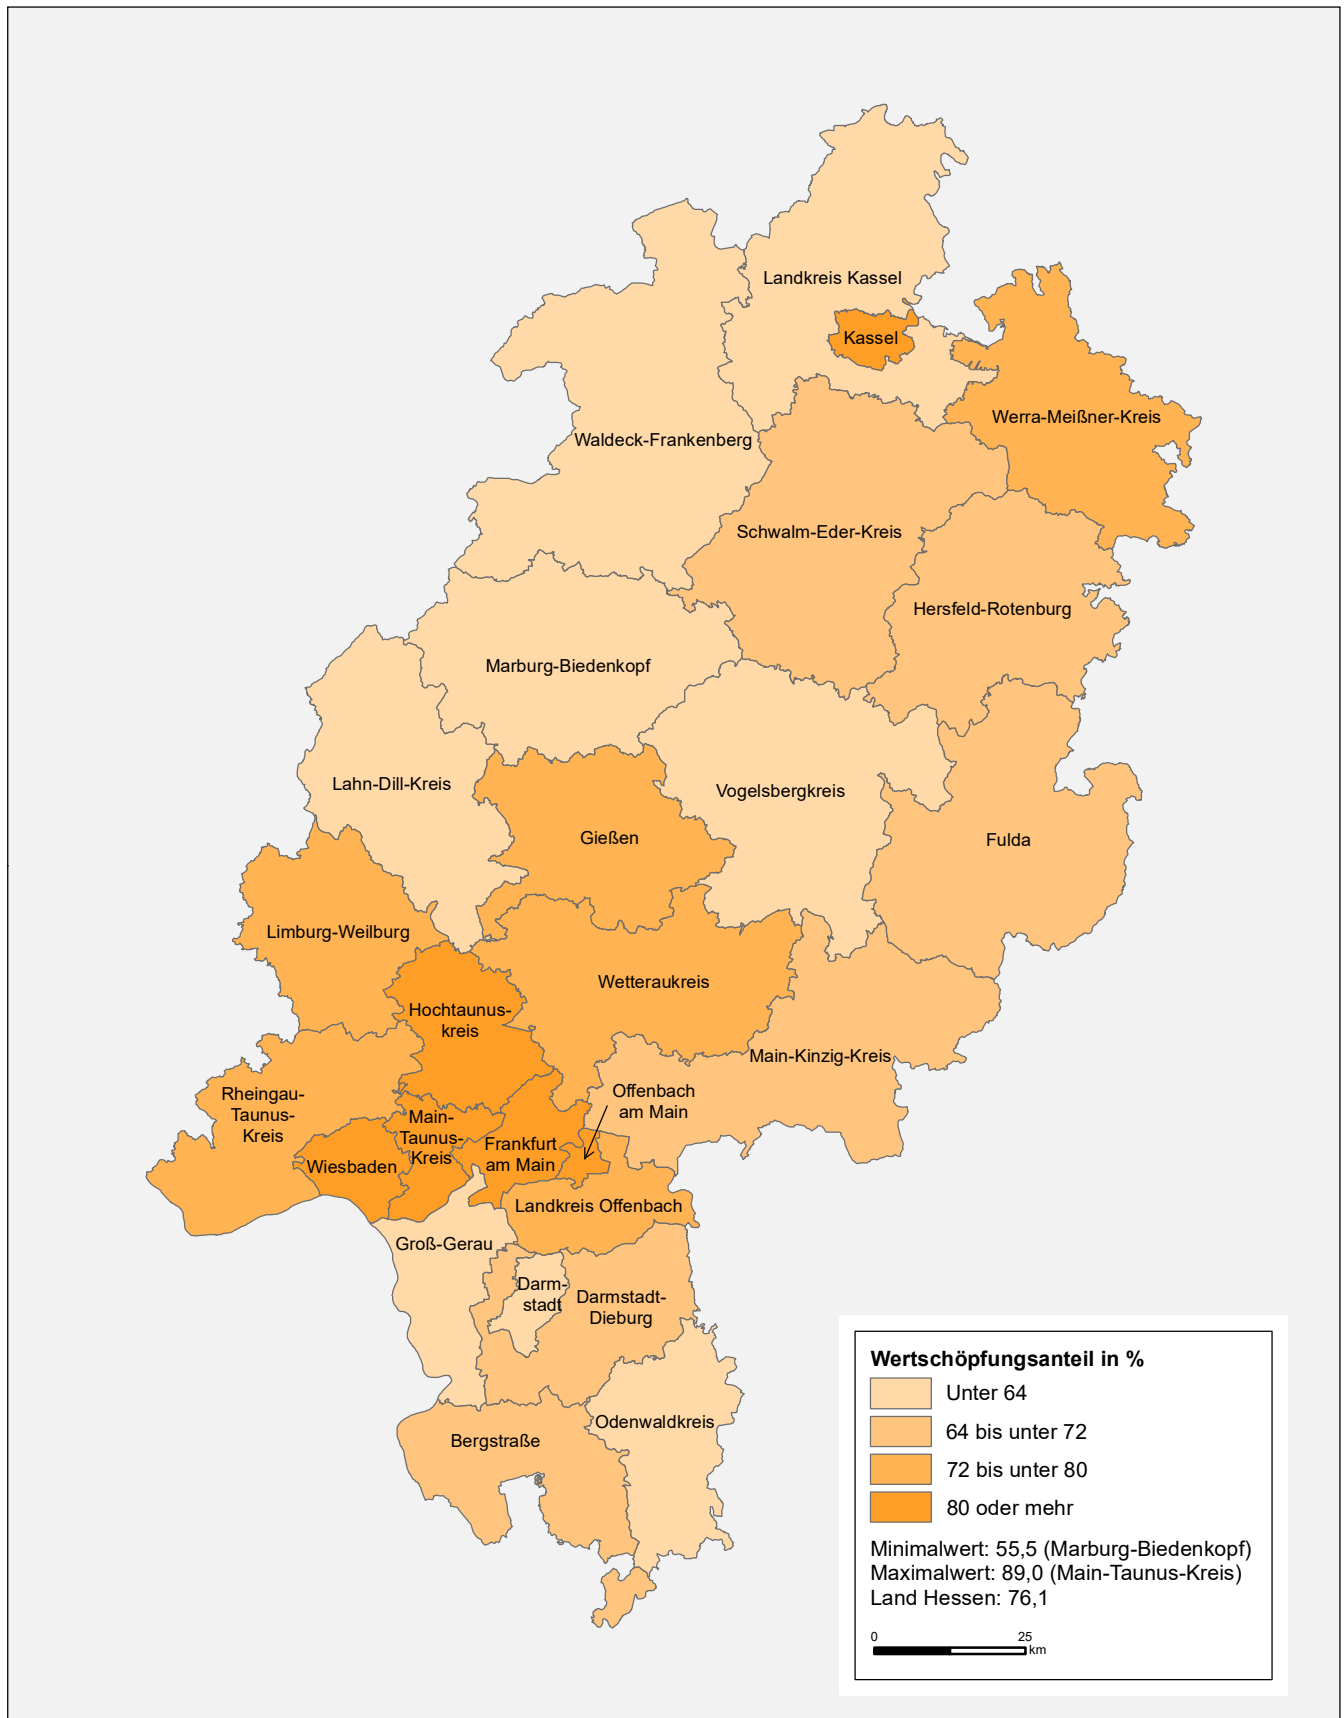 Landkreis Kassel
Kassel
Werra-Meißner-Kreis
Waldeck-Frankenberg
Schwalm-Eder-Kreis
Hersfeld-Rotenburg
Marburg-Biedenkopf
Lahn-Dill-Kreis
Vogelsbergkreis
Gießen
Fulda
Limburg-Weilburg
Wetteraukreis
Hochtaunus-
kreis
Main-Kinzig-Kreis
Rheingau-
Taunus-
Kreis
Offenbach
am Main
Main-
Taunus-
Kreis
Frankfurt
am Main
Wiesbaden
Landkreis Offenbach
Groß-Gerau
Darm-
stadt
Darmstadt-
Dieburg
Odenwaldkreis
Bergstraße
Wertschöpfungsanteil in %
Unter 64
64 bis unter 72
72 bis unter 80
80 oder mehr
Minimalwert: 55,5 (Marburg-Biedenkopf)
Maximalwert: 89,0 (Main-Taunus-Kreis)
Land Hessen: 76,1
0 25
km